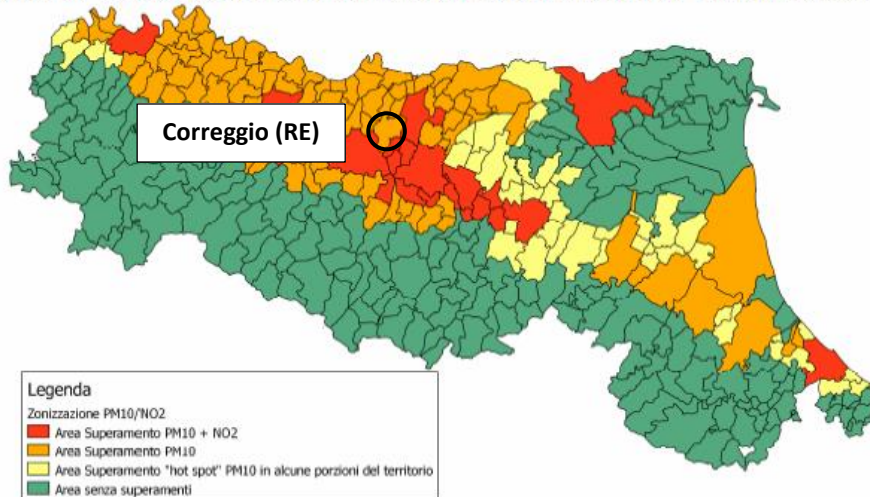 Correggio (RE)
Legenda
Zonizzazione PM10/NO2
Area Superamento PM10 + NO2
Area Superamento PM10
Area Superamento "hot spot" PM10 in alcune porzioni del territorio
Area senza superamenti